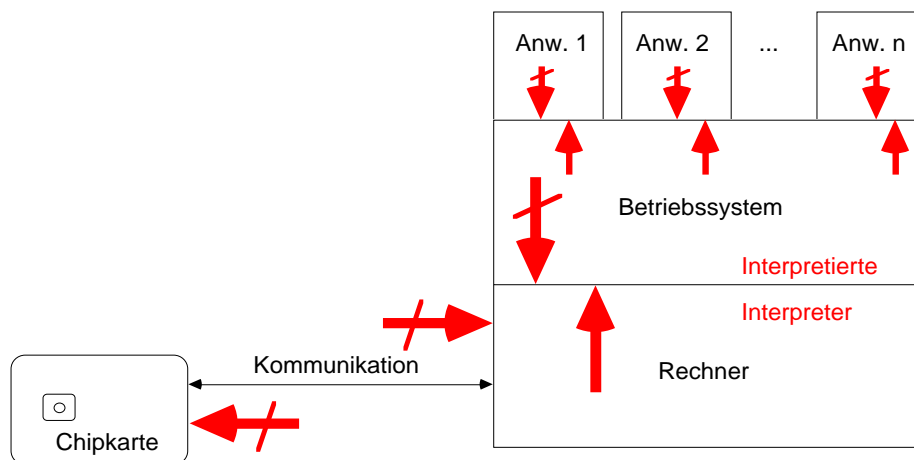 Anw. 1
Anw. 2
...
Anw. n
Betriebssystem
Interpretierte
Interpreter
Kommunikation
Rechner
Chipkarte